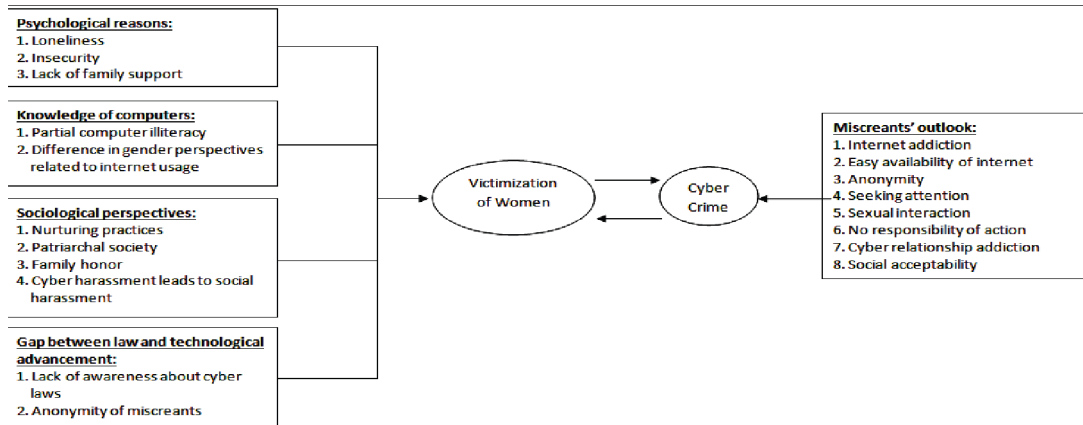 Psychological reasons:
1. Loneliness
2. Insecurity
3. Lack of family support
Knowledge of computers:
1. Partial computer illiteracy
2. Difference in gender perspectives
related to internet usage
Sociological perspectives:
1. Nurturing practices
2. Patriarchal society
3. Family honor
4. Cyber harassment leads to social
harassment
Gap between law and technological
advancement:
1. Lack of awareness about cyber
laws
2. Anonymity of miscreants
Victimization
of Women
Cyber
Crime
Miscreants’ outlook:
1. Internet addiction
2. Easy availability of internet
3. Anonymity
4. Seeking attention
5. Sexual interaction
6. No responsibility of action
7. Cyber relationship addiction
8. Social acceptability